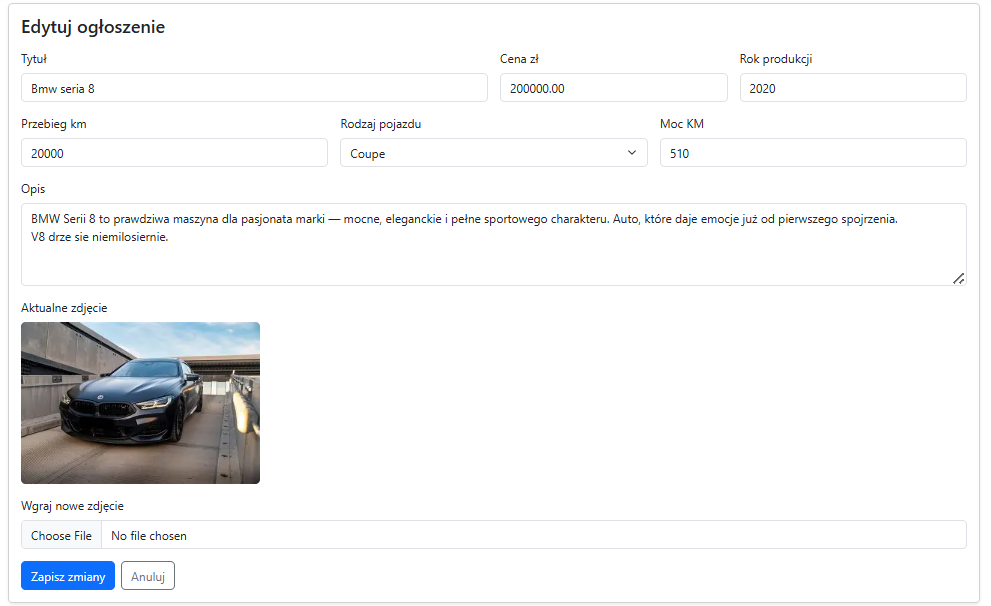 Edytuj ogłoszenie
Tytuł Cena zł Rok produkcji
Bmw seria 8 200000.00 2020
Przebieg km Rodzaj pojazdu Moc KM
20000 Coupe 510
Opis
BMW Serii 8 to prawdziwa maszyna dla pasjonata marki — mocne, eleganckie i pełne sportowego charakteru. Auto, które daje emocje już od pierwszego spojrzenia.
V8 drze sie niemilosiernie.
Aktualne zdjęcie
Wgraj nowe zdjęcie
Choose File No file chosen
Zapisz zmiany Anuluj